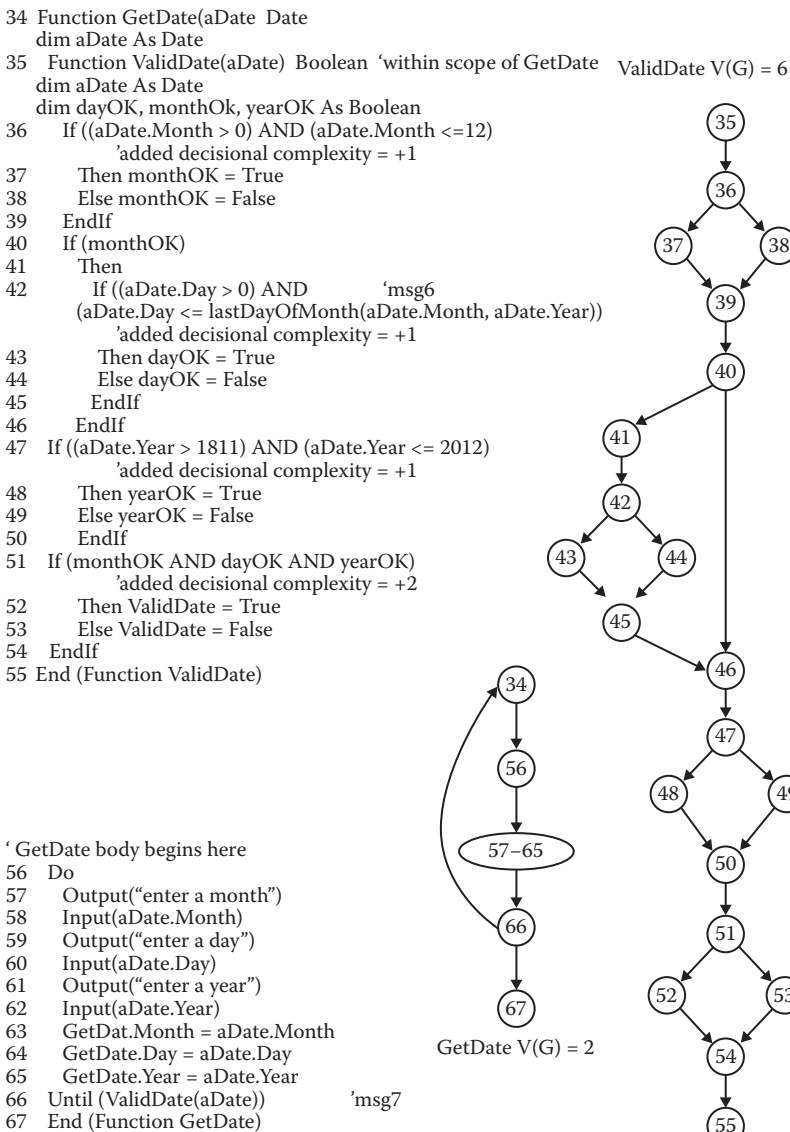 34 Function GetDate(aDate Date
dim aDate As Date
35 Function ValidDate(aDate) Boolean ‘within scope of GetDate
dim aDate As Date
dim dayOK, monthOk, yearOK As Boolean
36 If ((aDate.Month > 0) AND (aDate.Month <=12)
’added decisional complexity = +1
37 Then monthOK = True
38 Else monthOK = False
39 EndIf
40 If (monthOK)
41 Then
42 If ((aDate.Day > 0) AND ‘msg6
(aDate.Day <= lastDayOfMonth(aDate.Month, aDate.Year))
’added decisional complexity = +1
43 Then dayOK = True
44 Else dayOK = False
45 EndIf
46 EndIf
47 If ((aDate.Year > 1811) AND (aDate.Year <= 2012)
’added decisional complexity = +1
48 Then yearOK = True
49 Else yearOK = False
50 EndIf
51 If (monthOK AND dayOK AND yearOK)
’added decisional complexity = +2
52 Then ValidDate = True
53 Else ValidDate = False
54 EndIf
55 End (Function ValidDate)
‘ GetDate body begins here
56 Do
57 Output(“enter a month”)
58 Input(aDate.Month)
59 Output(“enter a day”)
60 Input(aDate.Day)
61 Output(“enter a year”)
62 Input(aDate.Year)
63 GetDat.Month = aDate.Month
64 GetDate.Day = aDate.Day
65 GetDate.Year = aDate.Year
66 Until (ValidDate(aDate)) ’msg7
67 End (Function GetDate)
34
56
57–65
66
67
GetDate V(G) = 2
ValidDate V(G) = 6
35
36
37 38
39
40
41
42
43 44
45
46
47
48 49
50
51
52 53
54
55